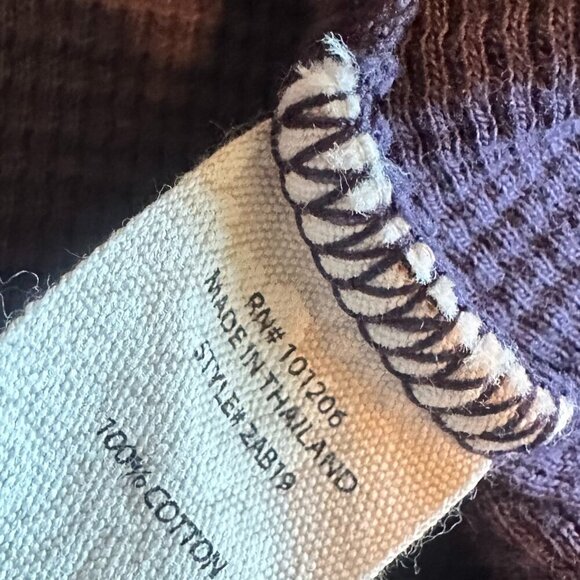 RN# 101206
MADE IN THAILAND
STYLE# 2AB19
100% COTTON